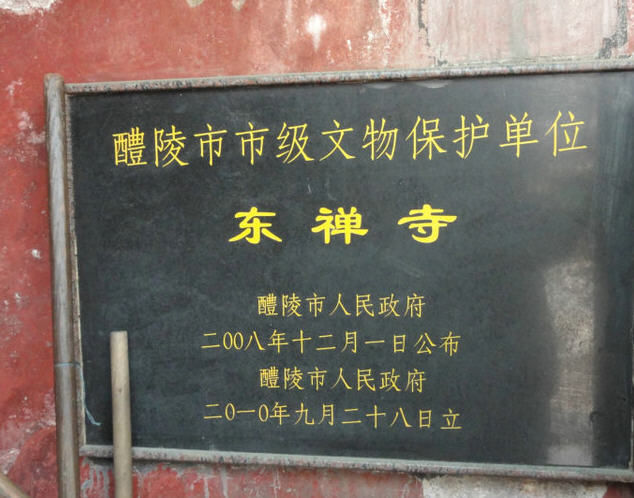 醴陵市市级文物保护单位
东禅寺
醴陵市人民政府
二00八年十二月一日公布
醴陵市人民政府
二0一0年九月二十八日立